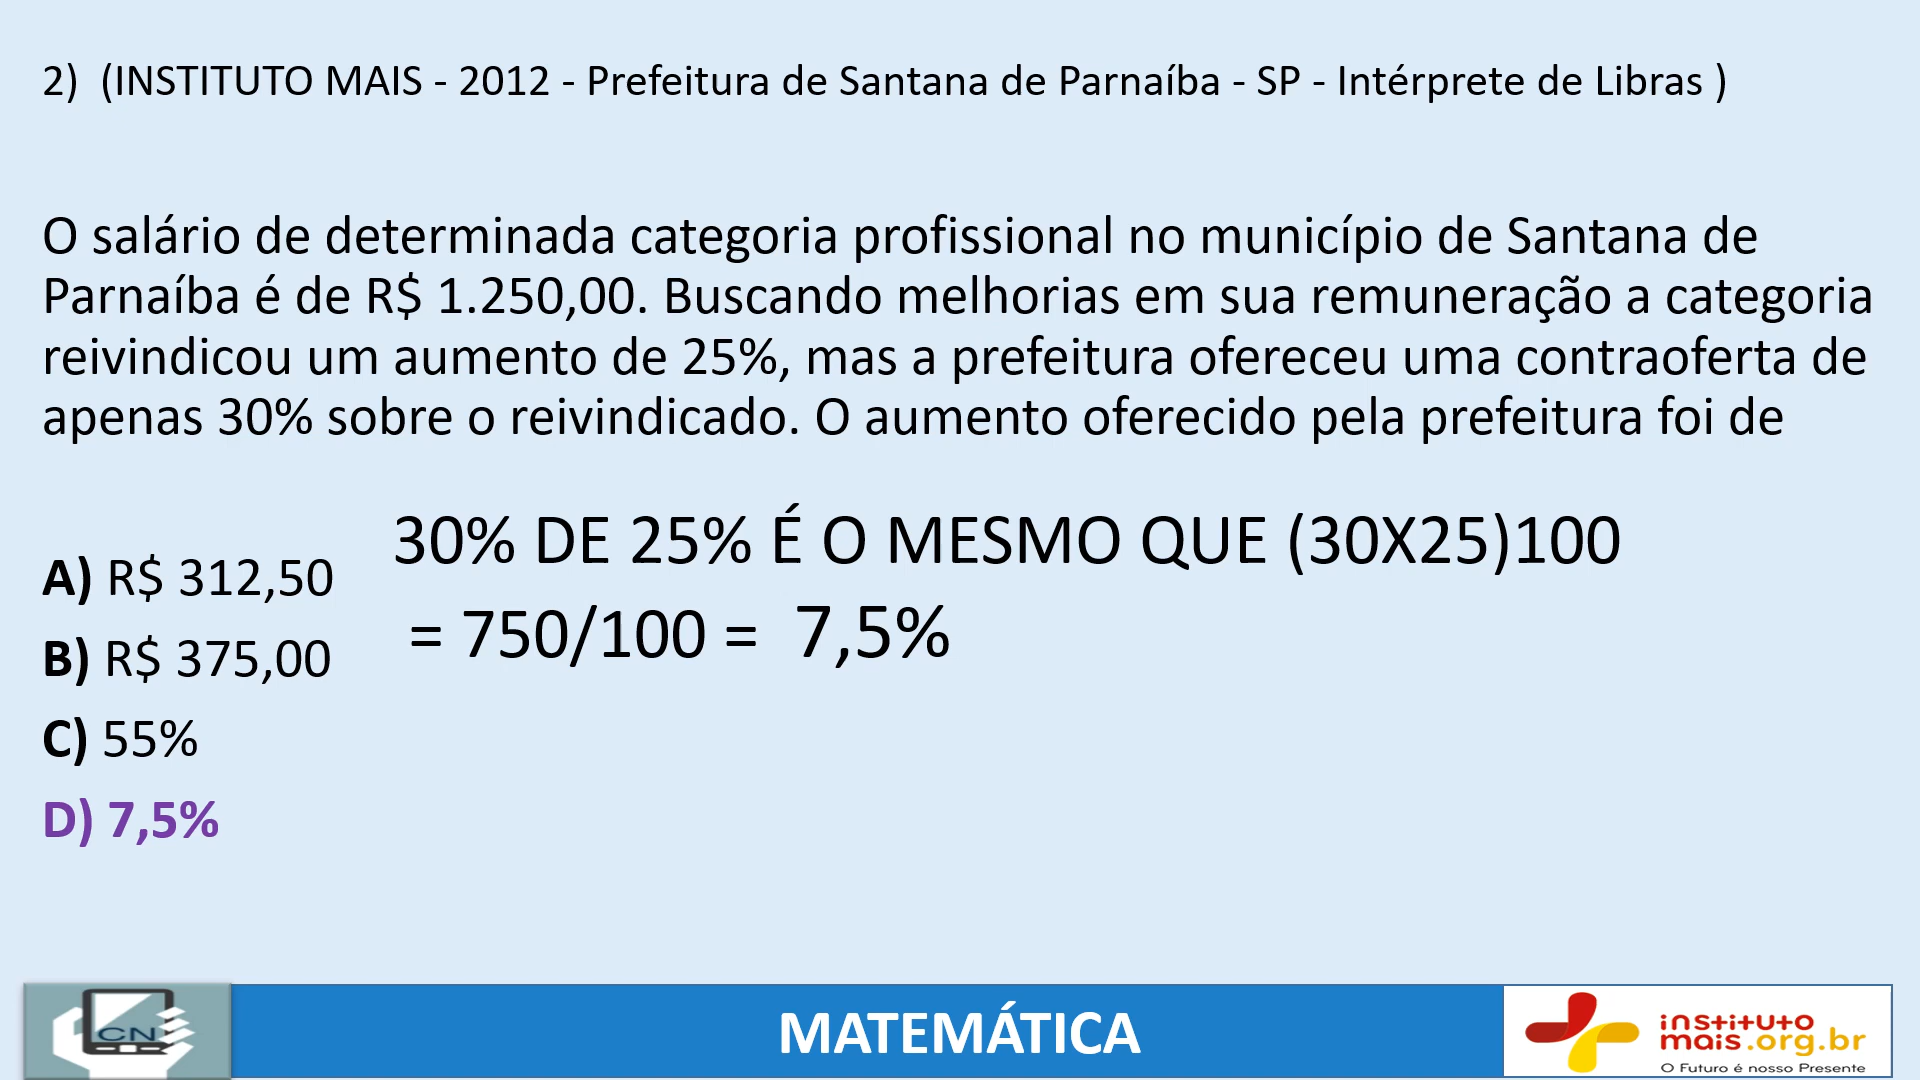 2) (INSTITUTO MAIS - 2012 - Prefeitura de Santana de Parnaíba - SP - Intérprete de Libras )
O salário de determinada categoria profissional no município de Santana de
Parnaíba é de R$ 1.250,00. Buscando melhorias em sua remuneração a categoria
reivindicou um aumento de 25%, mas a prefeitura ofereceu uma contraoferta de
apenas 30% sobre o reivindicado. O aumento oferecido pela prefeitura foi de
30% DE 25% É O MESMO QUE (30X25)100
= 750/100 = 7,5%
A) R$ 312,50
B) R$ 375,00
C) 55%
D) 7,5%
CN
MATEMÁTICA
instituto
mais.org.br
O Futuro é nosso Presente